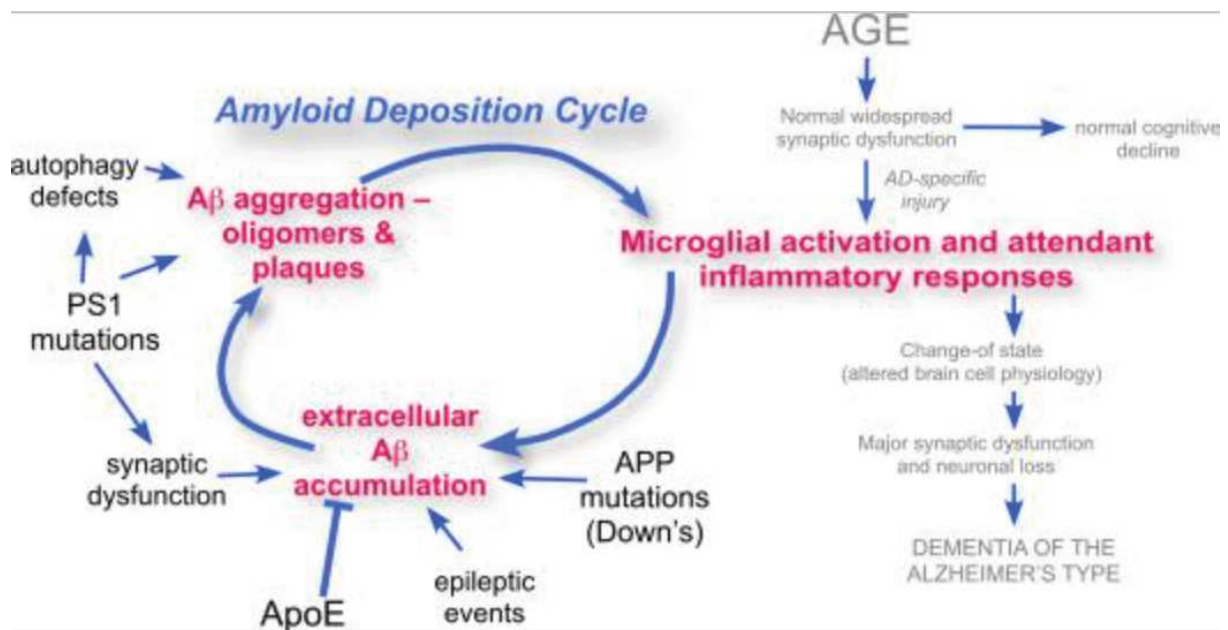 AGE
Amyloid Deposition Cycle
Normal widespread
synaptic dysfunction
normal cognitive
decline
autophagy
defects
AD-specific
injury
Aβ aggregation –
oligomers &
plaques
Microglial activation and attendant
inflammatory responses
PS1
mutations
Change-of state
(altered brain cell physiology)
extracellular
Aβ
accumulation
synaptic
dysfunction
APP
mutations
(Down's)
Major synaptic dysfunction
and neuronal loss
epileptic
events
ApoE
DEMENTIA OF THE
ALZHEIMER'S TYPE